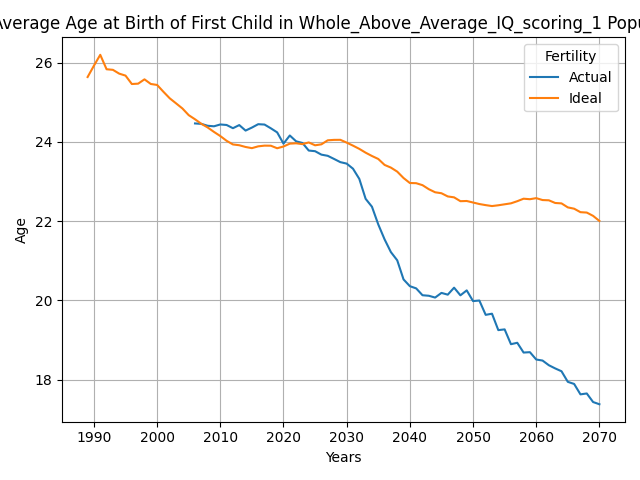 Average Age at Birth of First Child in Whole_Above_Average_IQ_scoring_1
Fertility
Actual
Ideal
26
24
22
20
18
Age
1990 2000 2010 2020 2030 2040 2050 2060 2070
Years